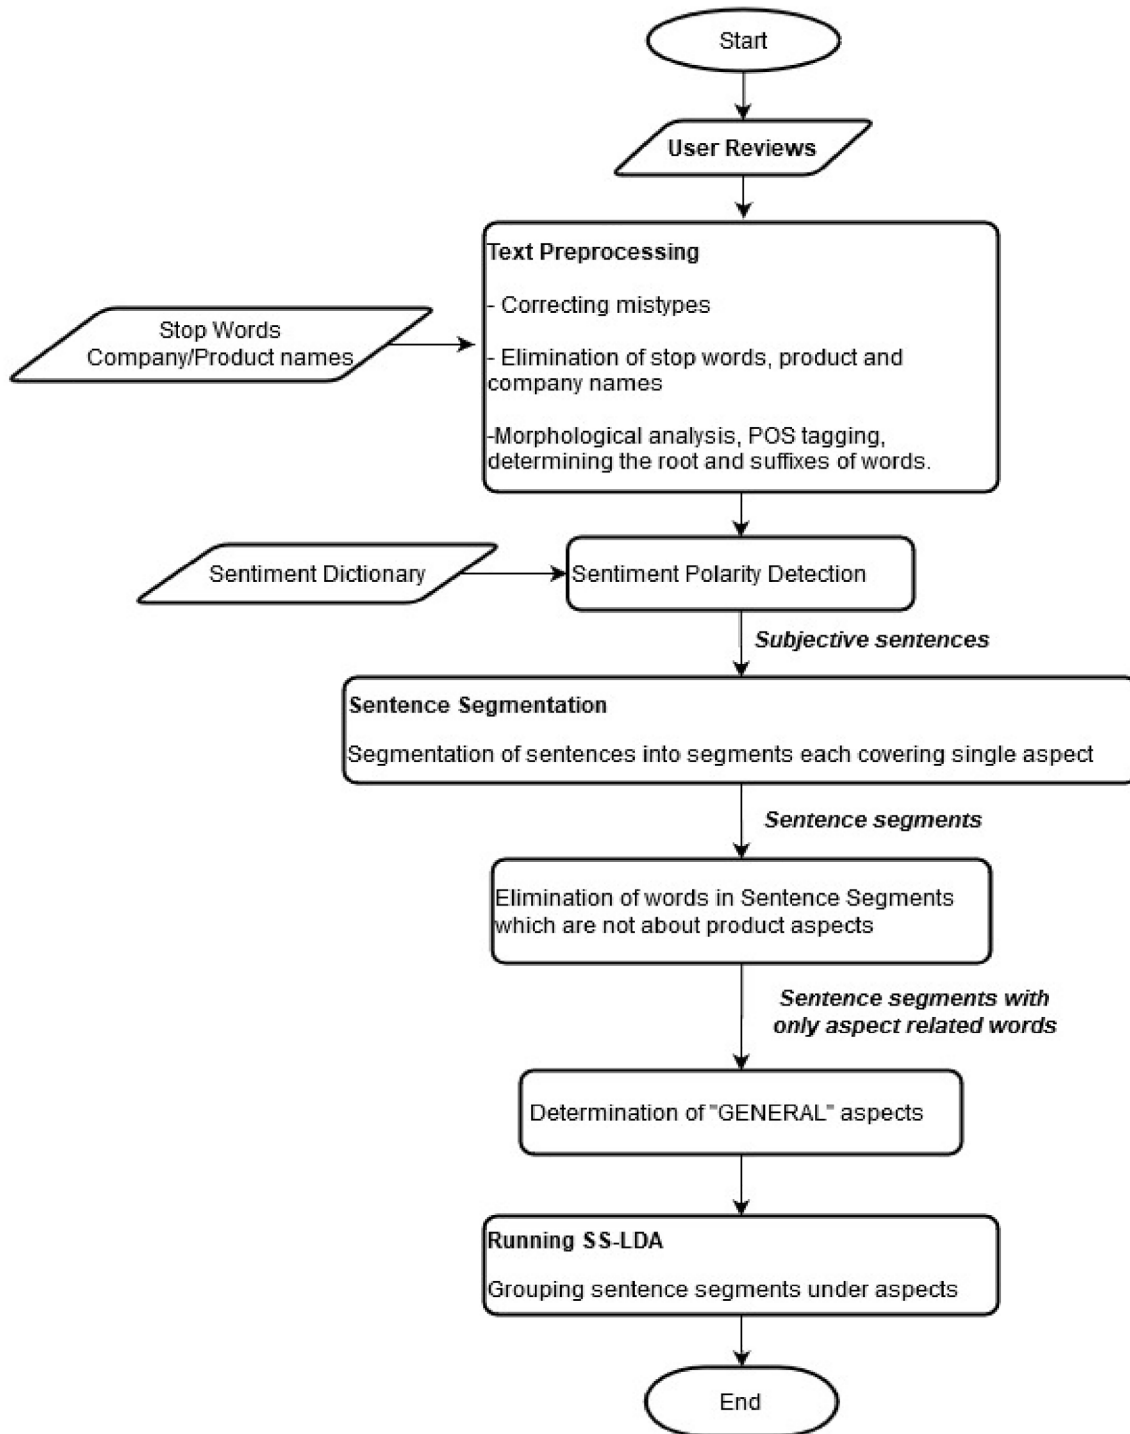 Start
User Reviews
Text Preprocessing
- Correcting mistypes
Stop Words
Company/Product names
- Elimination of stop words, product and
company names
-Morphological analysis, POS tagging,
determining the root and suffixes of words.
Sentiment Dictionary
Sentiment Polarity Detection
Subjective sentences
Sentence Segmentation
Segmentation of sentences into segments each covering single aspect
Sentence segments
Elimination of words in Sentence Segments
which are not about product aspects
Sentence segments with
only aspect related words
Determination of "GENERAL" aspects
Running SS-LDA
Grouping sentence segments under aspects
End